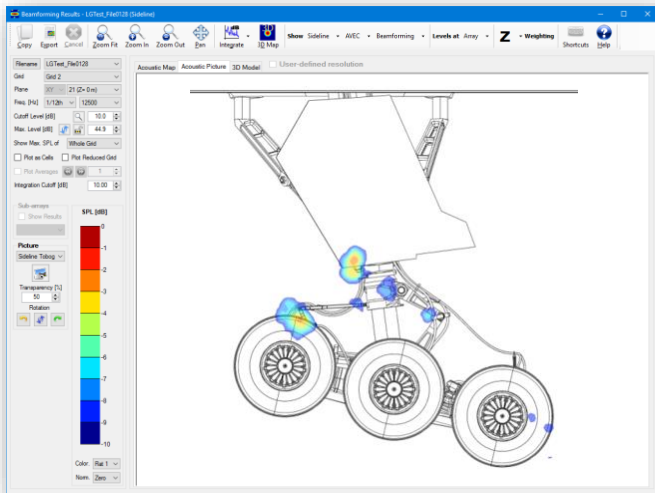 Beamforming Results - LGTest_File0128 (Sideline)
Copy Export Cancel Zoom Fit Zoom In Zoom Out Pan Integrate 3D Map Show Sideline AVEC Beamforming Levels at Array Z Weighting Shortcuts Help
Filename LGTest_File0128
Acoustic Map Acoustic Picture 3D Model User-defined resolution
Grid Grid 2
Plane XY 21 (Z= 0 m)
Freq. [Hz] 1/12th 12500
Cutoff Level [dB] 10.0
Max. Level [dB] 44.9
Show Max. SPL of Whole Grid
Plot as Cells Plot Reduced Grid
Plot Averages 1
Integration Cutoff [dB] 10.00
Sub-arrays
Show Results
SPL [dB]
0
-1
-2
-3
-4
-5
-6
-7
-8
-9
-10
Picture
Sideline Tobog
Transparency [%]
50
Rotation
Color. Flat 1
Norm. Zero